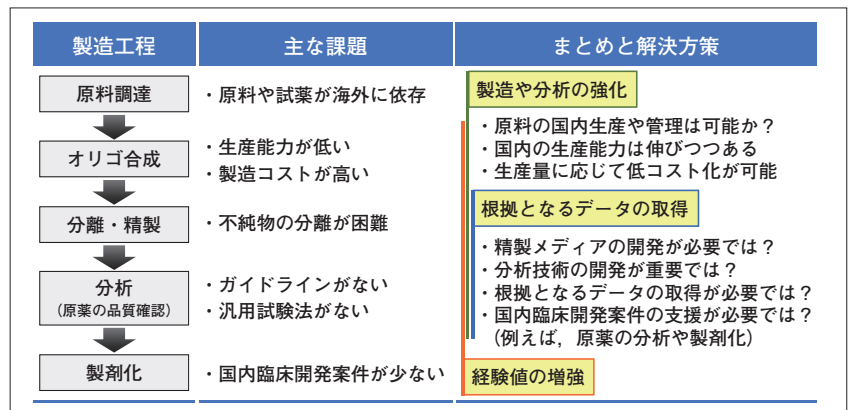 製造工程
主な課題
まとめと解決方策
原料調達
・原料や試薬が海外に依存
製造や分析の強化
・原料の国内生産や管理は可能か？
オリゴ合成
・生産能力が低い
・製造コストが高い
・国内の生産能力は伸びつつある
・生産量に応じて低コスト化が可能
分離・精製
・不純物の分離が困難
根拠となるデータの取得
・精製メディアの開発が必要では？
・分析技術の開発が重要では？
分析
(原薬の品質確認)
・ガイドラインがない
・汎用試験法がない
・根拠となるデータの取得が必要では？
・国内臨床開発案件の支援が必要では？
(例えば，原薬の分析や製剤化)
製剤化
・国内臨床開発案件が少ない
経験値の増強